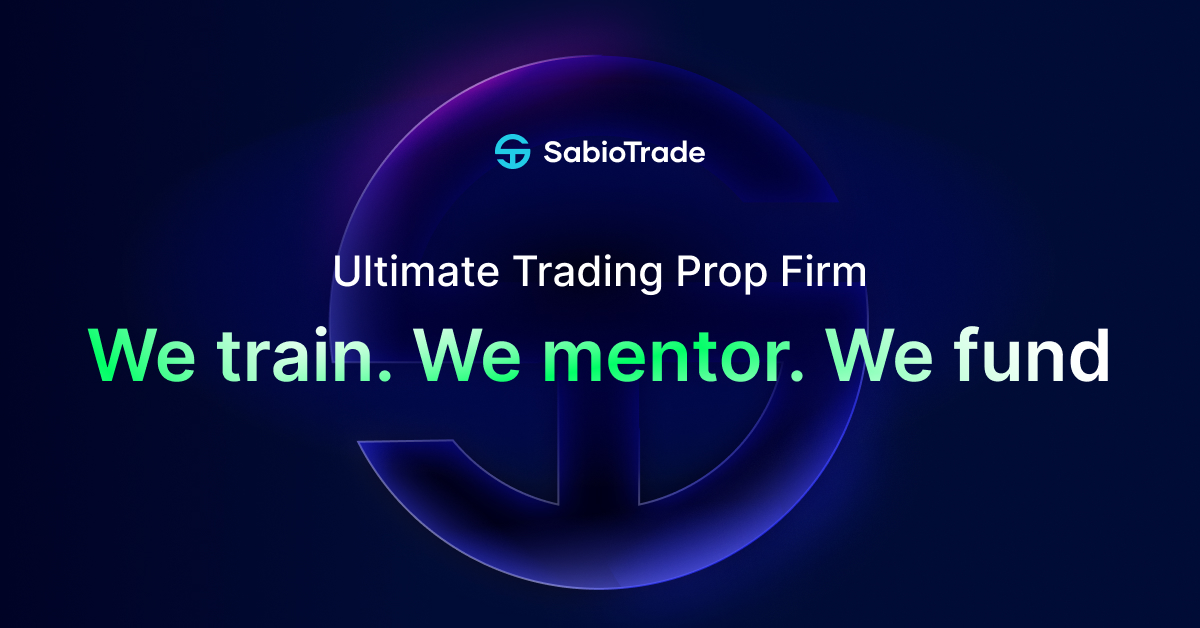 SabioTrade
Ultimate Trading Prop Firm
We train. We mentor. We fund